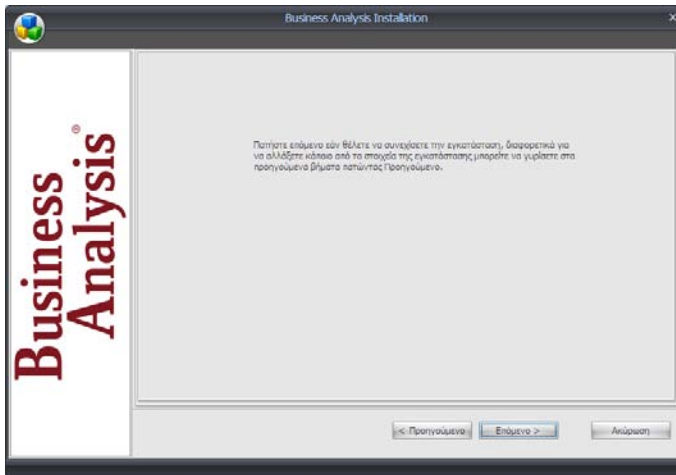 Business Analysis Installation
x
Business
Analysis®
Πατήστε επόμενο εάν θέλετε να συνεχίσετε την εγκατάσταση, διαφορετικά για
να αλλάξετε κάποιο από τα στοιχεία της εγκατάστασης μπορείτε να γυρίσετε στα
προηγούμενα βήματα πατώντας Προηγούμενο.
< Προηγούμενο
Επόμενο >
Ακύρωση